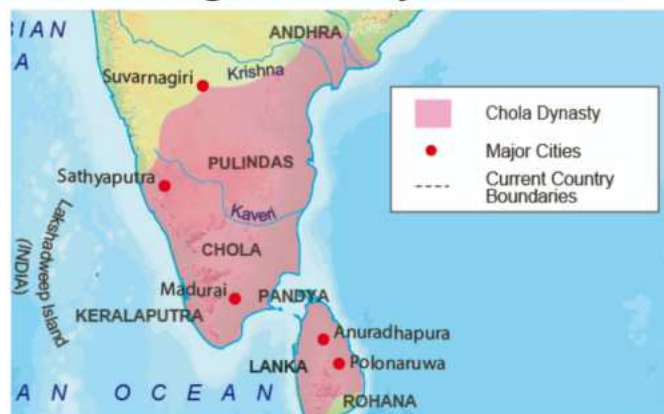 ANDHRA
Krishna
Suvarnagiri
Chola Dynasty
Major Cities
Current Country
Boundaries
PULINDAS
Sathyaputra
Kaveri
Lakshadweep Island
(INDIA)
CHOLA
Madurai
PANDYA
KERALAPUTRA
Anuradhapura
LANKA
Polonaruwa
ROHANA
AN OCEAN